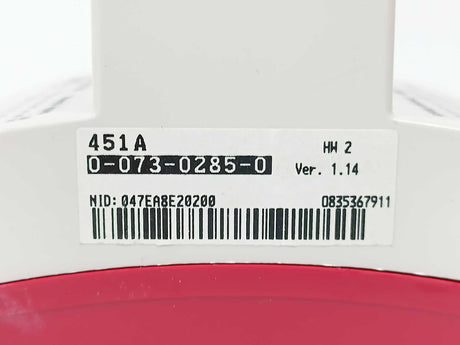 451A
0-073-0285-0
HW 2
Ver. 1.14
NID: 047EA8E20200
0835367911